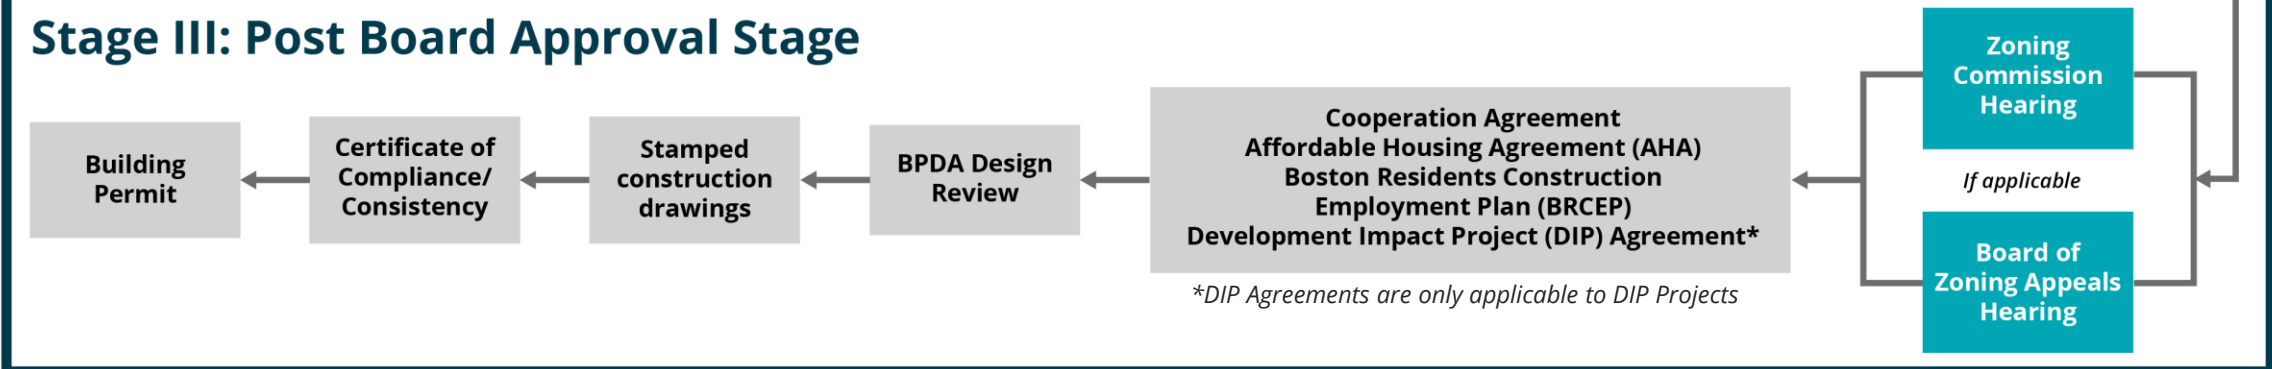 Stage III: Post Board Approval Stage
Building
Permit
Certificate of
Compliance/
Consistency
Stamped
construction
drawings
BPDA Design
Review
Cooperation Agreement
Affordable Housing Agreement (AHA)
Boston Residents Construction
Employment Plan (BRCEP)
Development Impact Project (DIP) Agreement*
*DIP Agreements are only applicable to DIP Projects
Zoning
Commission
Hearing
If applicable
Board of
Zoning Appeals
Hearing